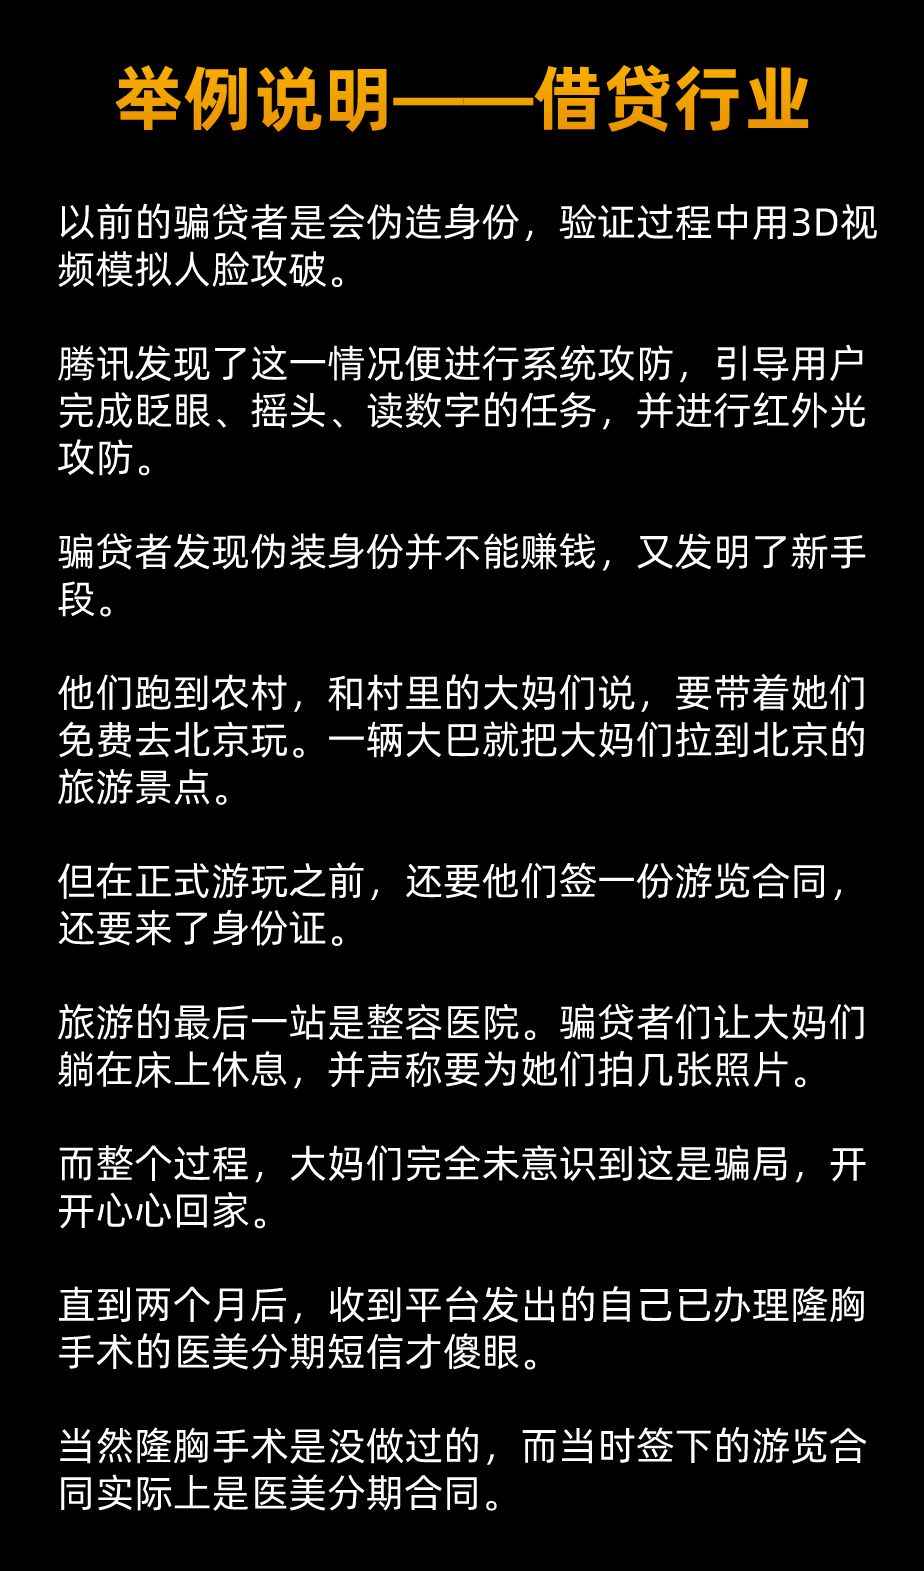 举例说明——借贷行业
以前的骗贷者是会伪造身份，验证过程中用3D视
频模拟人脸攻破。
腾讯发现了这一情况便进行系统攻防，引导用户
完成眨眼、摇头、读数字的任务，并进行红外光
攻防。
骗贷者发现伪装身份并不能赚钱，又发明了新手
段。
他们跑到农村，和村里的大妈们说，要带着她们
免费去北京玩。一辆大巴就把大妈们拉到北京的
旅游景点。
但在正式游玩之前，还要他们签一份游览合同，
还要来了身份证。
旅游的最后一站是整容医院。骗贷者们让大妈们
躺在床上休息，并声称要为她们拍几张照片。
而整个过程，大妈们完全未意识到这是骗局，开
开心心回家。
直到两个月后，收到平台发出的自己已办理隆胸
手术的医美分期短信才傻眼。
当然隆胸手术是没做过的，而当时签下的游览合
同实际上是医美分期合同。